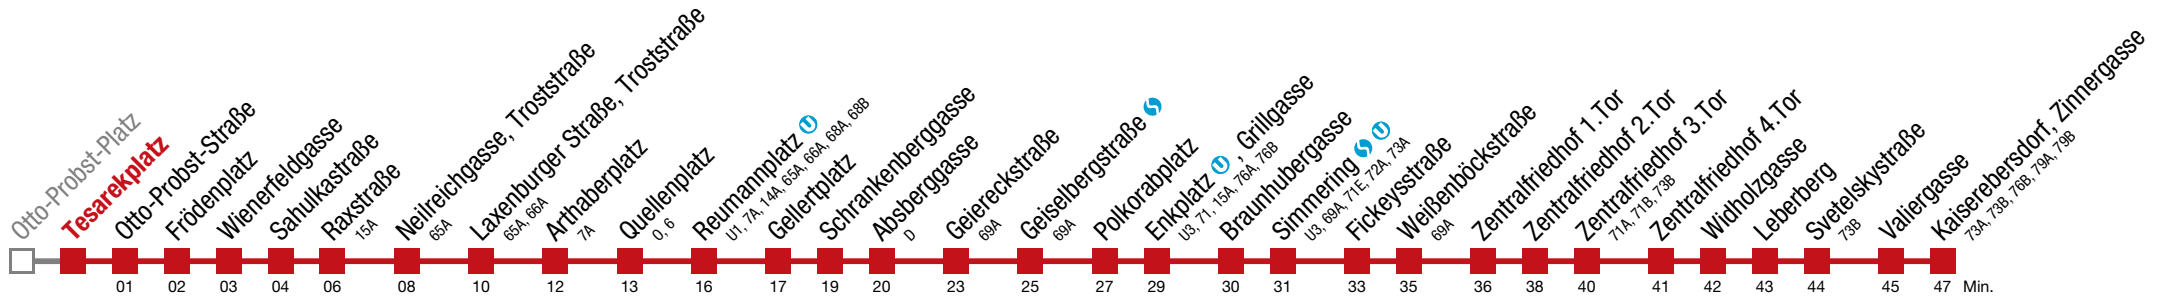 Otto-Probst-Platz
Tesarekplatz
Otto-Probst-Straße
Frödenplatz
Wienerfeldgasse
Sahulkastraße
Raxstraße
15A
Neilreichgasse, Troststraße
65A
Laxenburger Straße, Troststraße
65A, 66A
Arthaberplatz
7A
Quellenplatz
O, 6
Reumannplatz U
U1, 7A, 14A, 65A, 66A, 68A, 68B
Gellertplatz
Schrankenberggasse
Absberggasse
D
Geiereckstraße
69A
Geiselbergstraße S
69A
Polkorabplatz
Enkplatz U , Grillgasse
U3, 71, 15A, 76A, 76B
Braunhubergasse
Simmering S U
U3, 69A, 71E, 72A, 73A
Fickeysstraße
Weißenböckstraße
69A
Zentralfriedhof 1.Tor
Zentralfriedhof 2.Tor
Zentralfriedhof 3.Tor
71A, 71B, 73B
Zentralfriedhof 4.Tor
Widholzgasse
Leberberg
Svetelskystraße
73B
Valiergasse
Kaiserebersdorf, Zinnergasse
73A, 73B, 76B, 79A, 79B
01 02 03 04 06 08 10 12 13 16 17 19 20 23 25 27 29 30 31 33 35 36 38 40 41 42 43 44 45 47 Min.